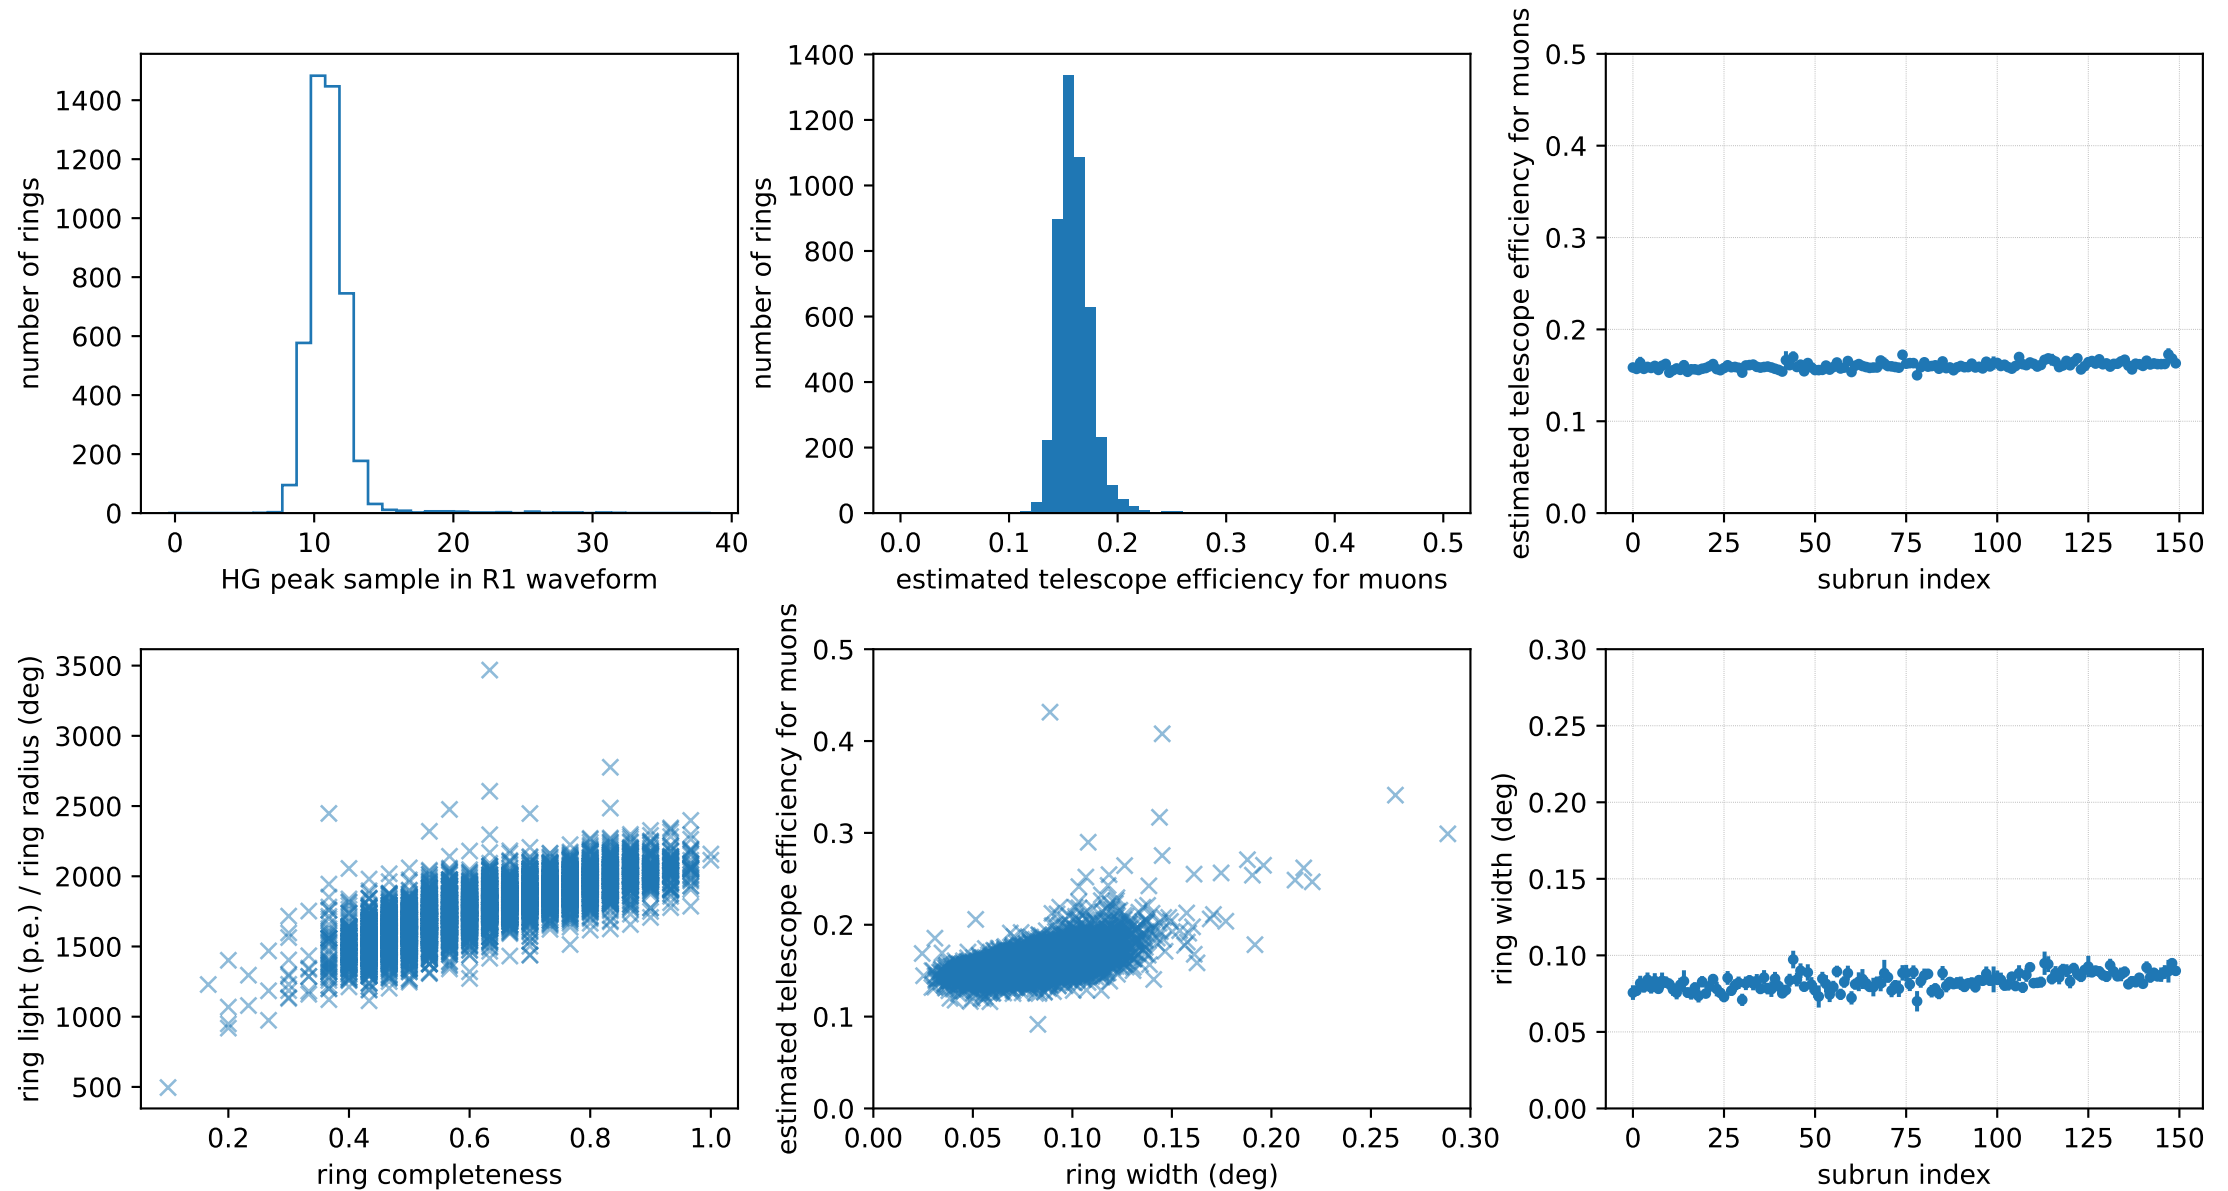 number of rings
1400
1200
1000
800
600
400
200
0
0 10 20 30 40
HG peak sample in R1 waveform
number of rings
1400
1200
1000
800
600
400
200
0
0.0 0.1 0.2 0.3 0.4 0.5
estimated telescope efficiency for muons
estimated telescope efficiency for muons
0.5
0.4
0.3
0.2
0.1
0.0
0 25 50 75 100 125 150
subrun index
ring light (p.e.) / ring radius (deg)
3500
3000
2500
2000
1500
1000
500
0.2 0.4 0.6 0.8 1.0
ring completeness
estimated telescope efficiency for muons
0.5
0.4
0.3
0.2
0.1
0.0
0.00 0.05 0.10 0.15 0.20 0.25 0.30
ring width (deg)
ring width (deg)
0.30
0.25
0.20
0.15
0.10
0.05
0.00
0 25 50 75 100 125 150
subrun index